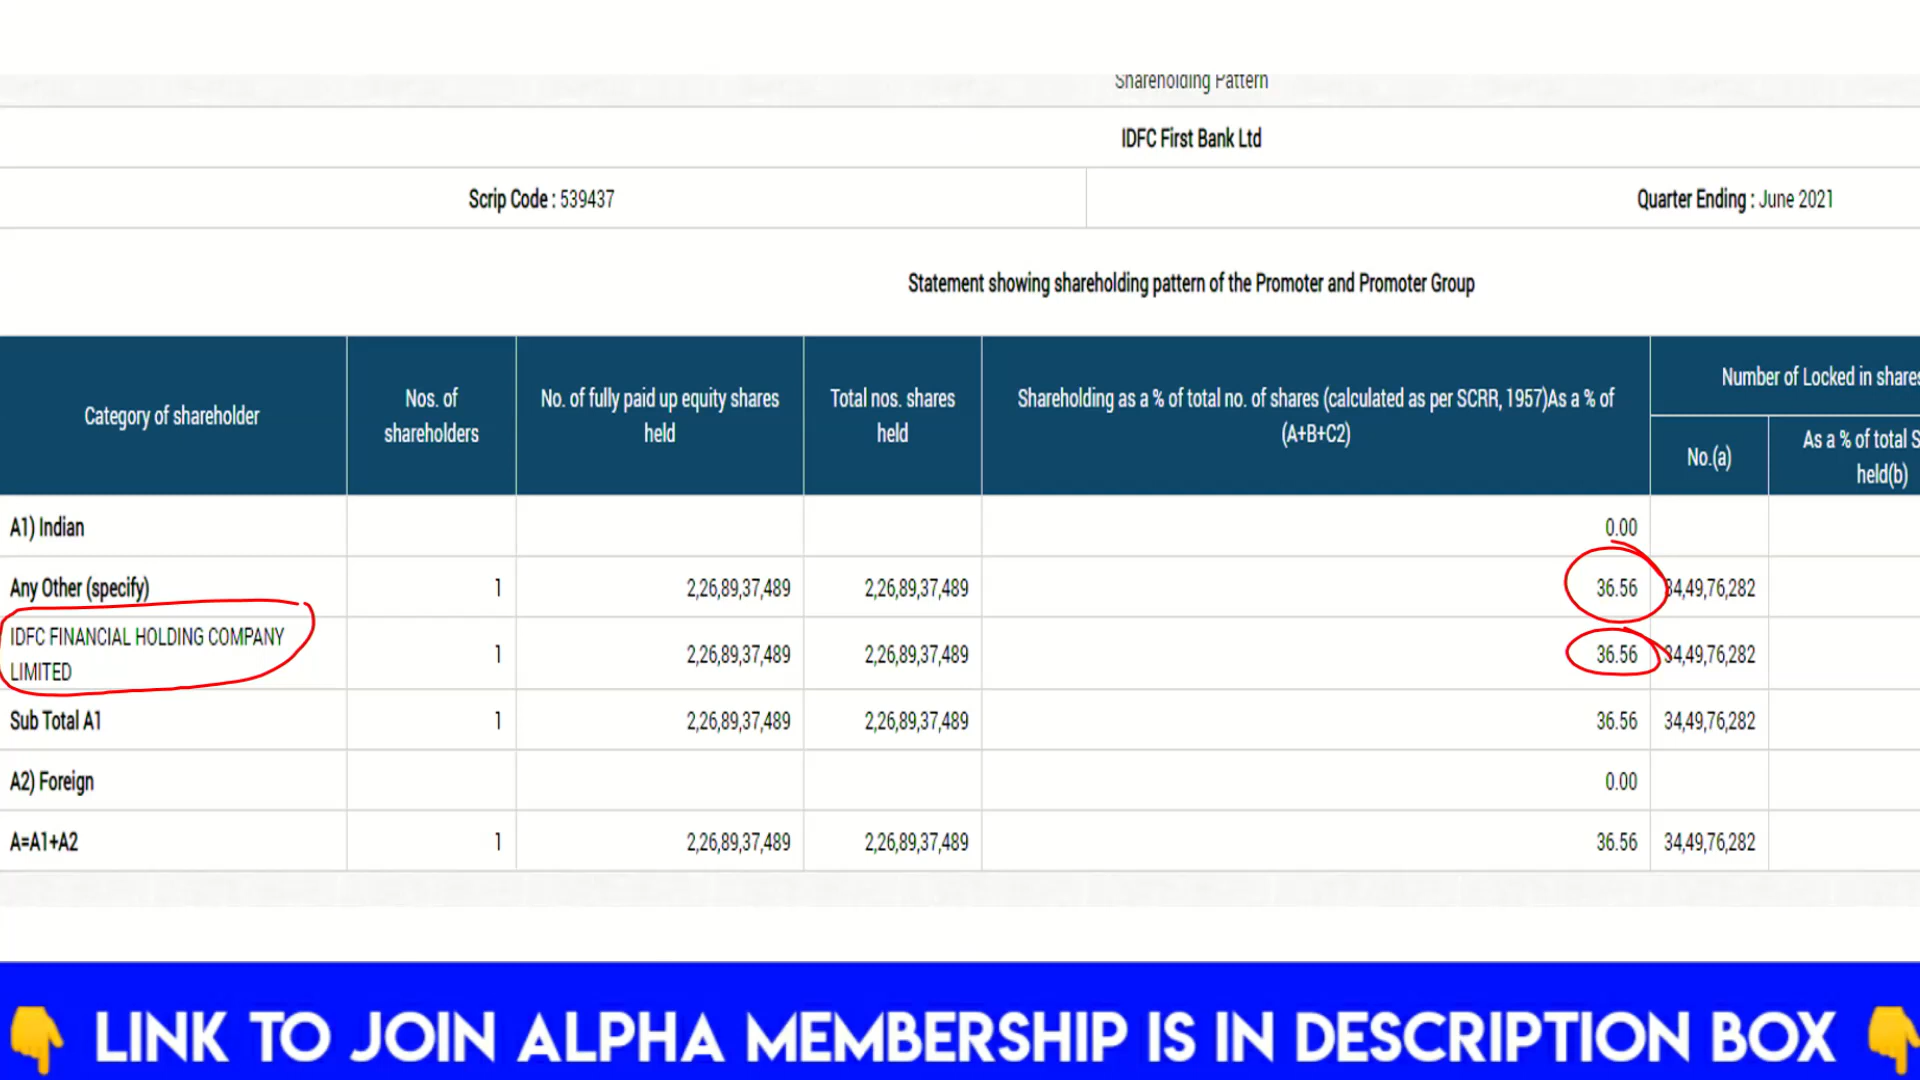 Shareholding Pattern
IDFC First Bank Ltd
Scrip Code : 539437
Quarter Ending : June 2021
Statement showing shareholding pattern of the Promoter and Promoter Group
Category of shareholder
Nos. of
shareholders
No. of fully paid up equity shares
held
Total nos. shares
held
Shareholding as a % of total no. of shares (calculated as per SCRR, 1957)As a % of
(A+B+C2)
Number of Locked in shares
No.(a)
As a % of total S
held(b)
A1) Indian 0.00
Any Other (specify) 1 2,26,89,37,489 2,26,89,37,489 36.56 34,49,76,282
IDFC FINANCIAL HOLDING COMPANY
LIMITED 1 2,26,89,37,489 2,26,89,37,489 36.56 34,49,76,282
Sub Total A1 1 2,26,89,37,489 2,26,89,37,489 36.56 34,49,76,282
A2) Foreign 0.00
A=A1+A2 1 2,26,89,37,489 2,26,89,37,489 36.56 34,49,76,282
LINK TO JOIN ALPHA MEMBERSHIP IS IN DESCRIPTION BOX